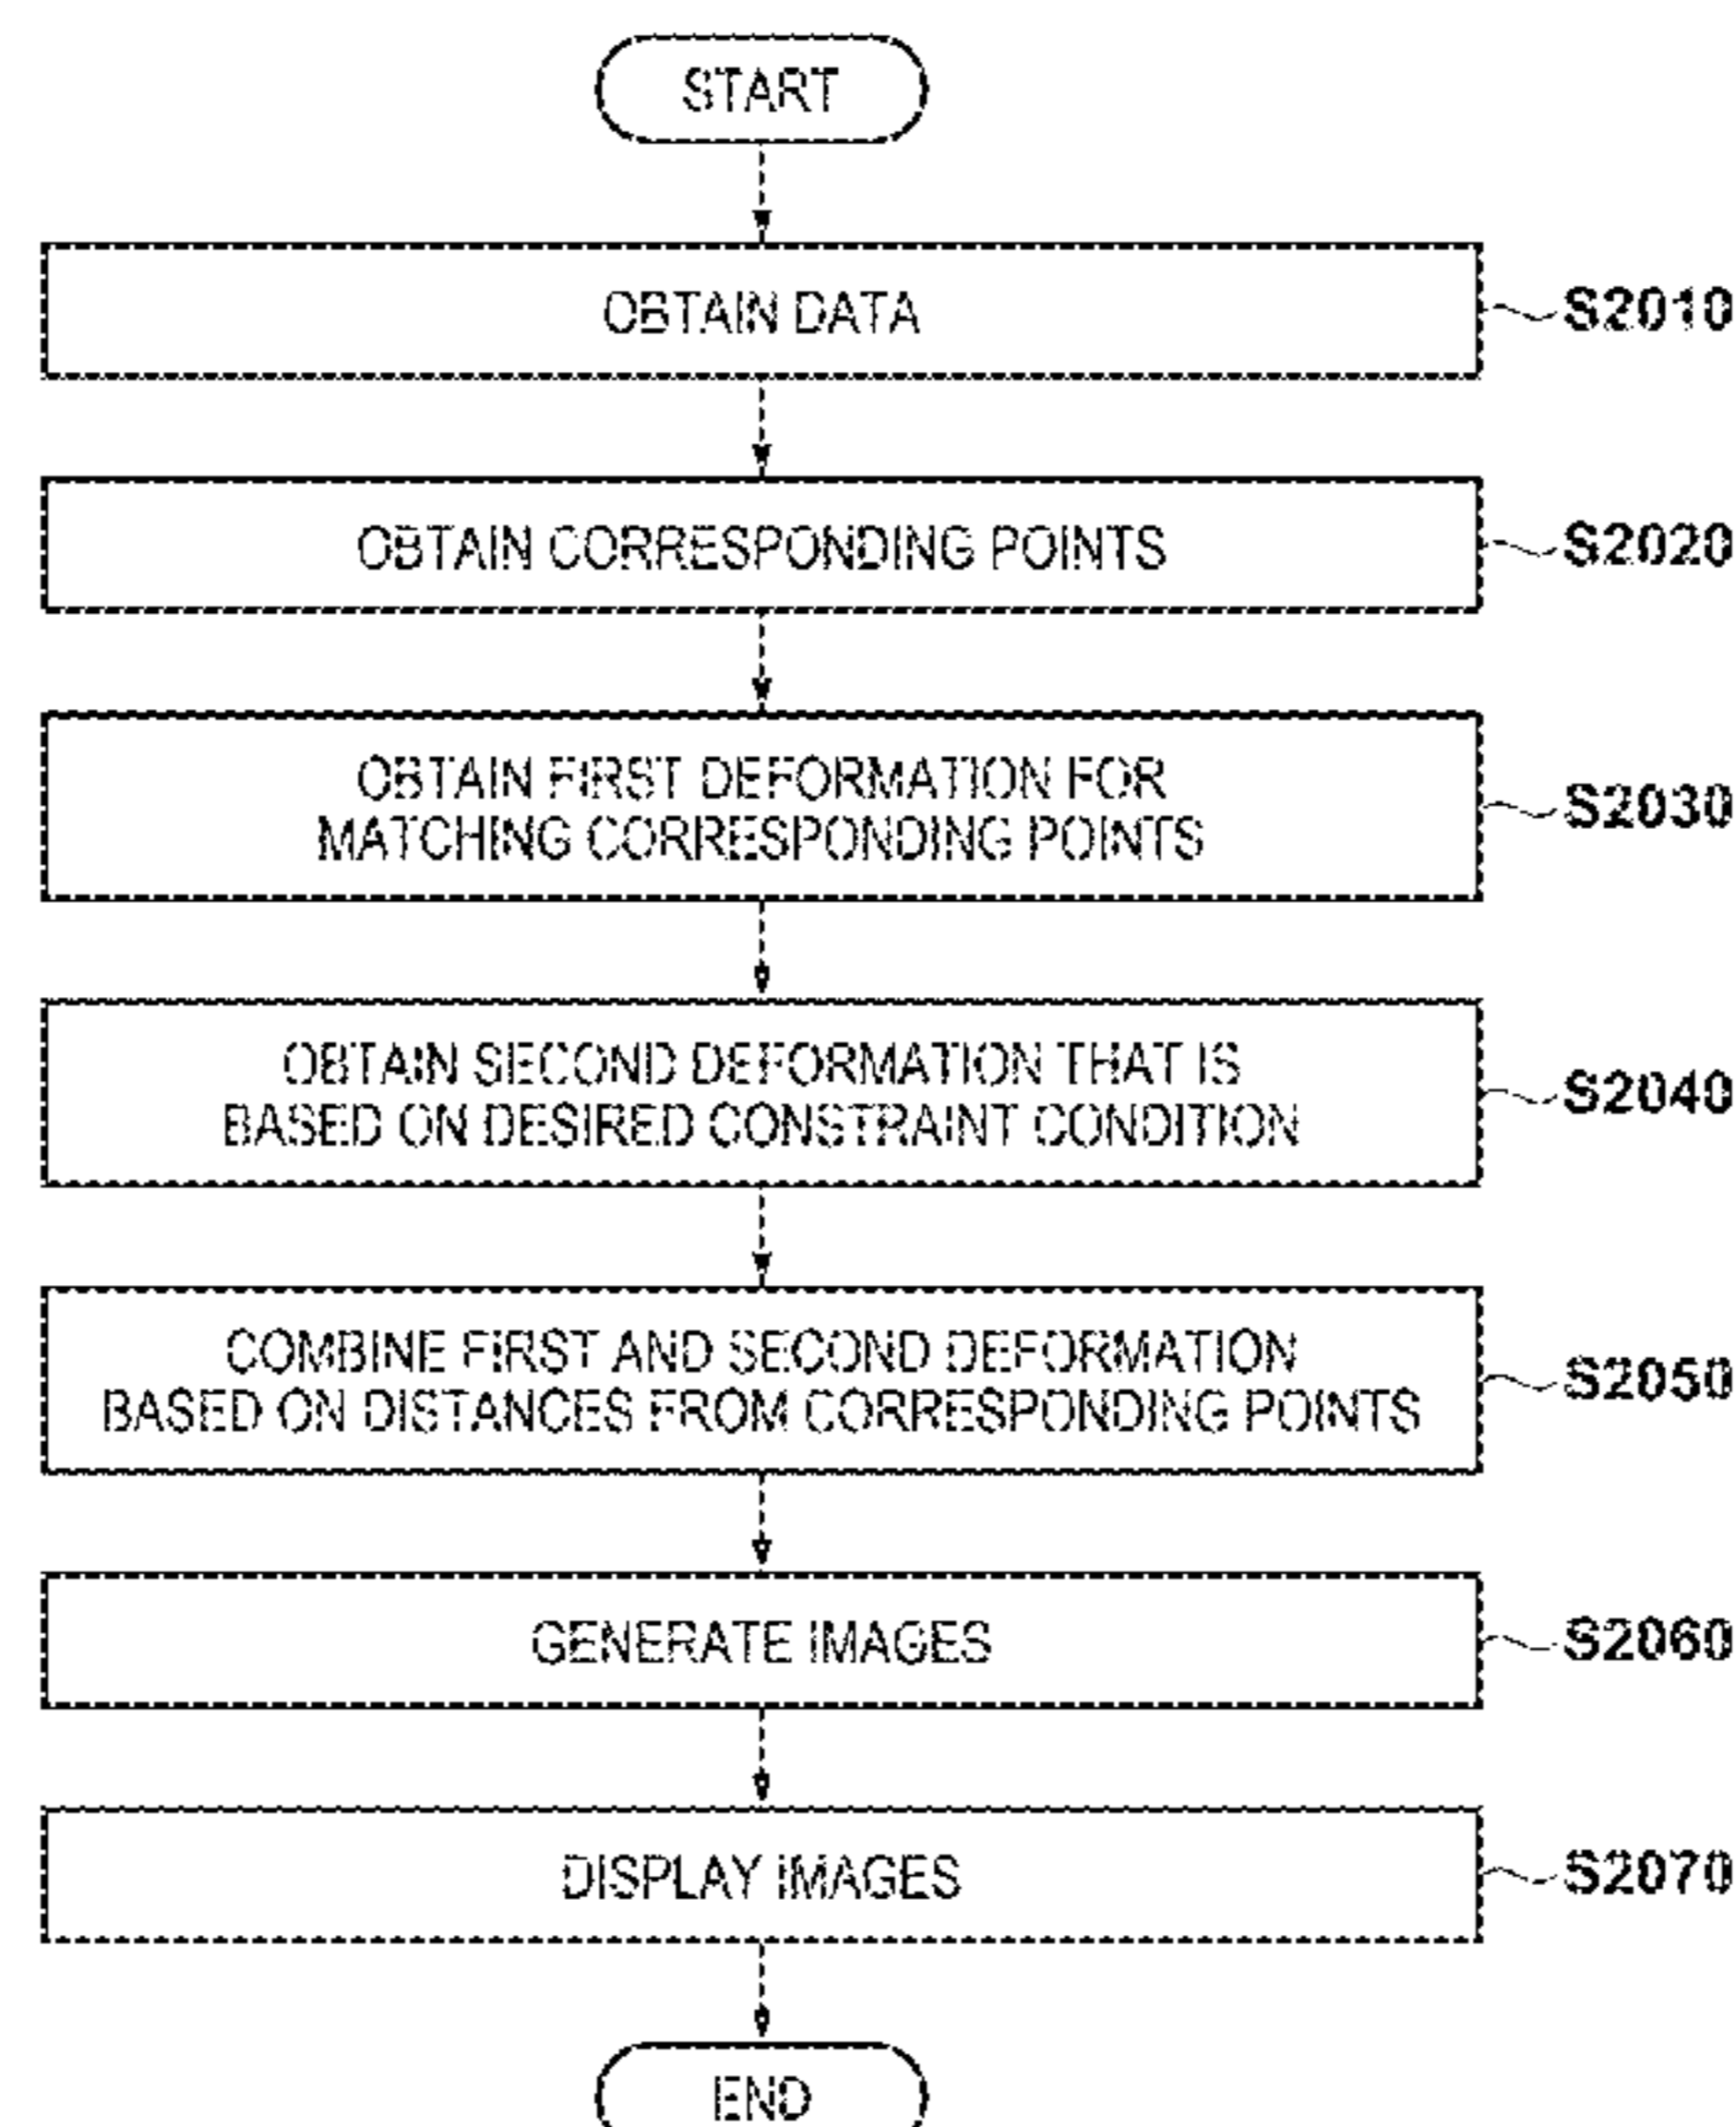 START
OBTAIN DATA
S2010
OBTAIN CORRESPONDING POINTS
S2020
OBTAIN FIRST DEFORMATION FOR
MATCHING CORRESPONDING POINTS
S2030
OBTAIN SECOND DEFORMATION THAT IS
BASED ON DESIRED CONSTRAINT CONDITION
S2040
COMBINE FIRST AND SECOND DEFORMATION
BASED ON DISTANCES FROM CORRESPONDING POINTS
S2050
GENERATE IMAGES
S2060
DISPLAY IMAGES
S2070
END